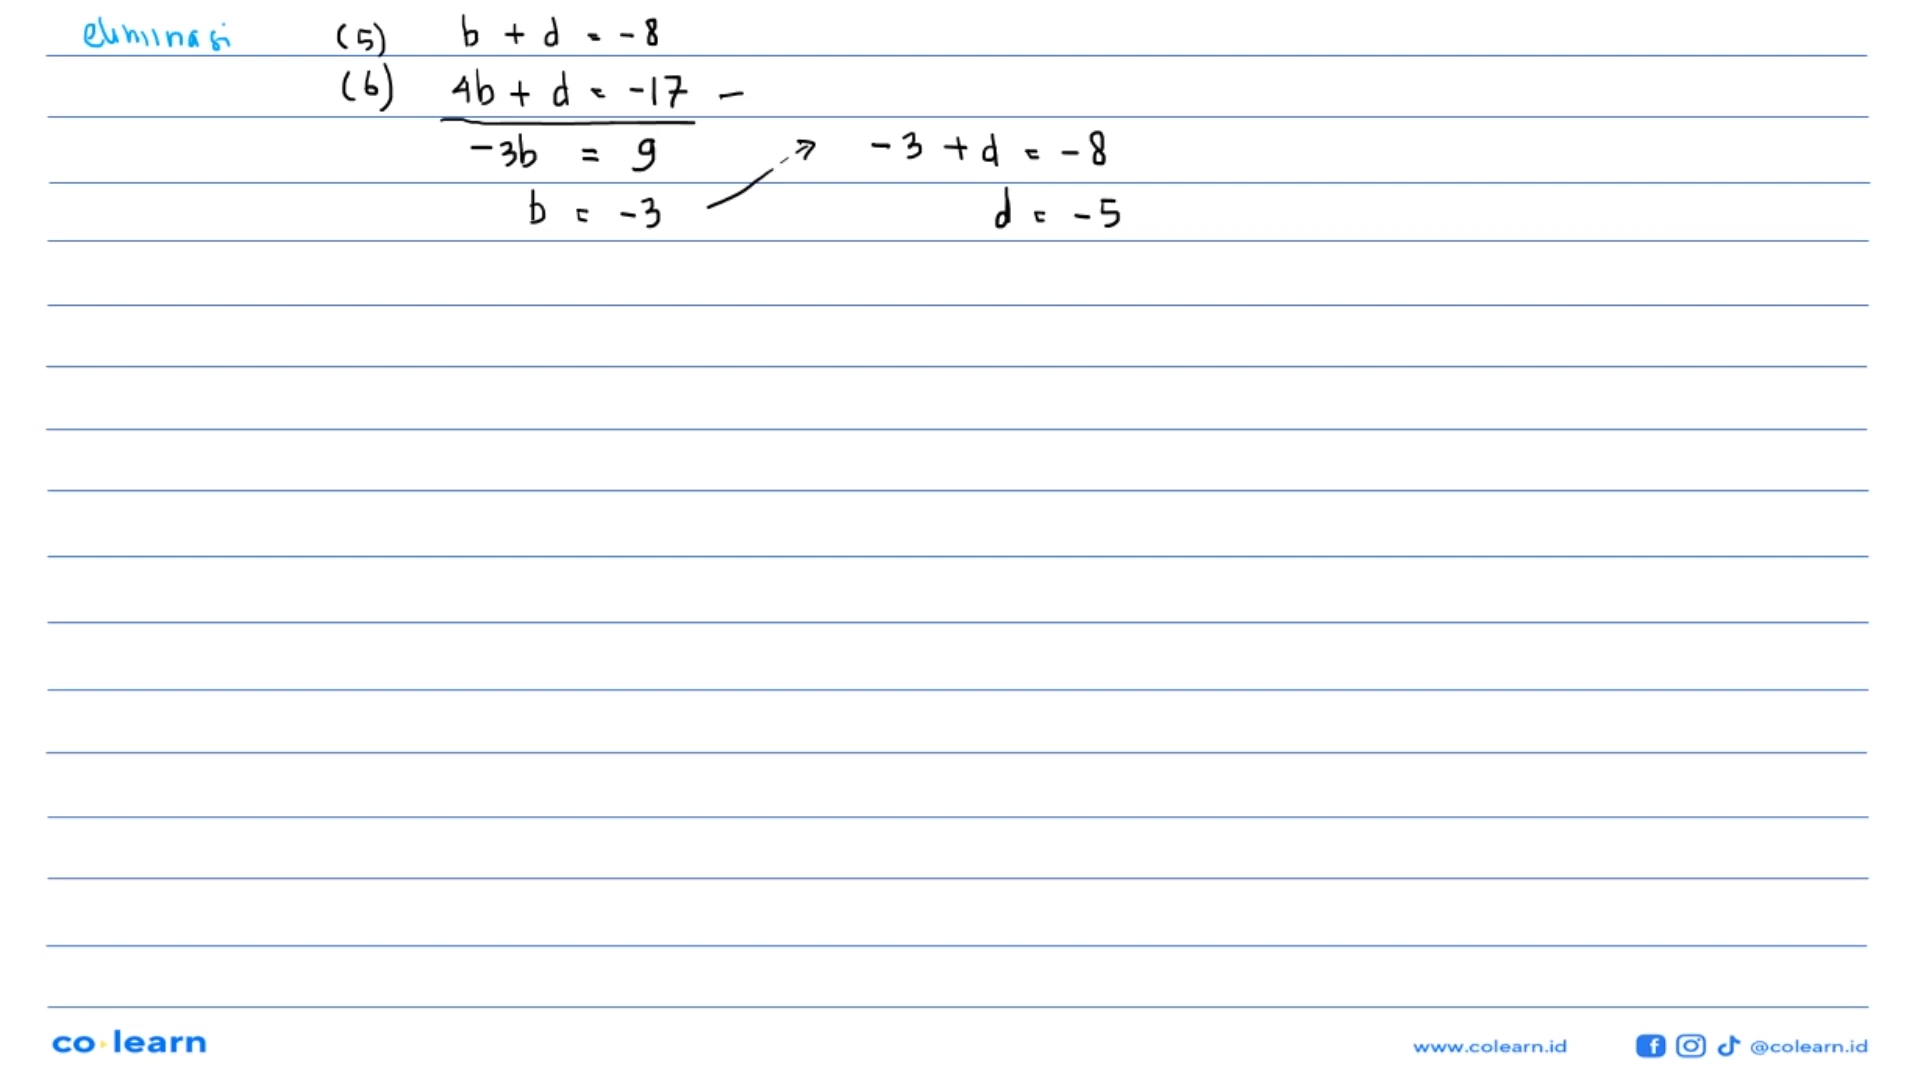 eliminasi (5) b + d = -8
(6) 4b + d = -17 -
-3b = 9 -3 + d = -8
b = -3 d = -5
co learn www.colearn.id @colearn.id